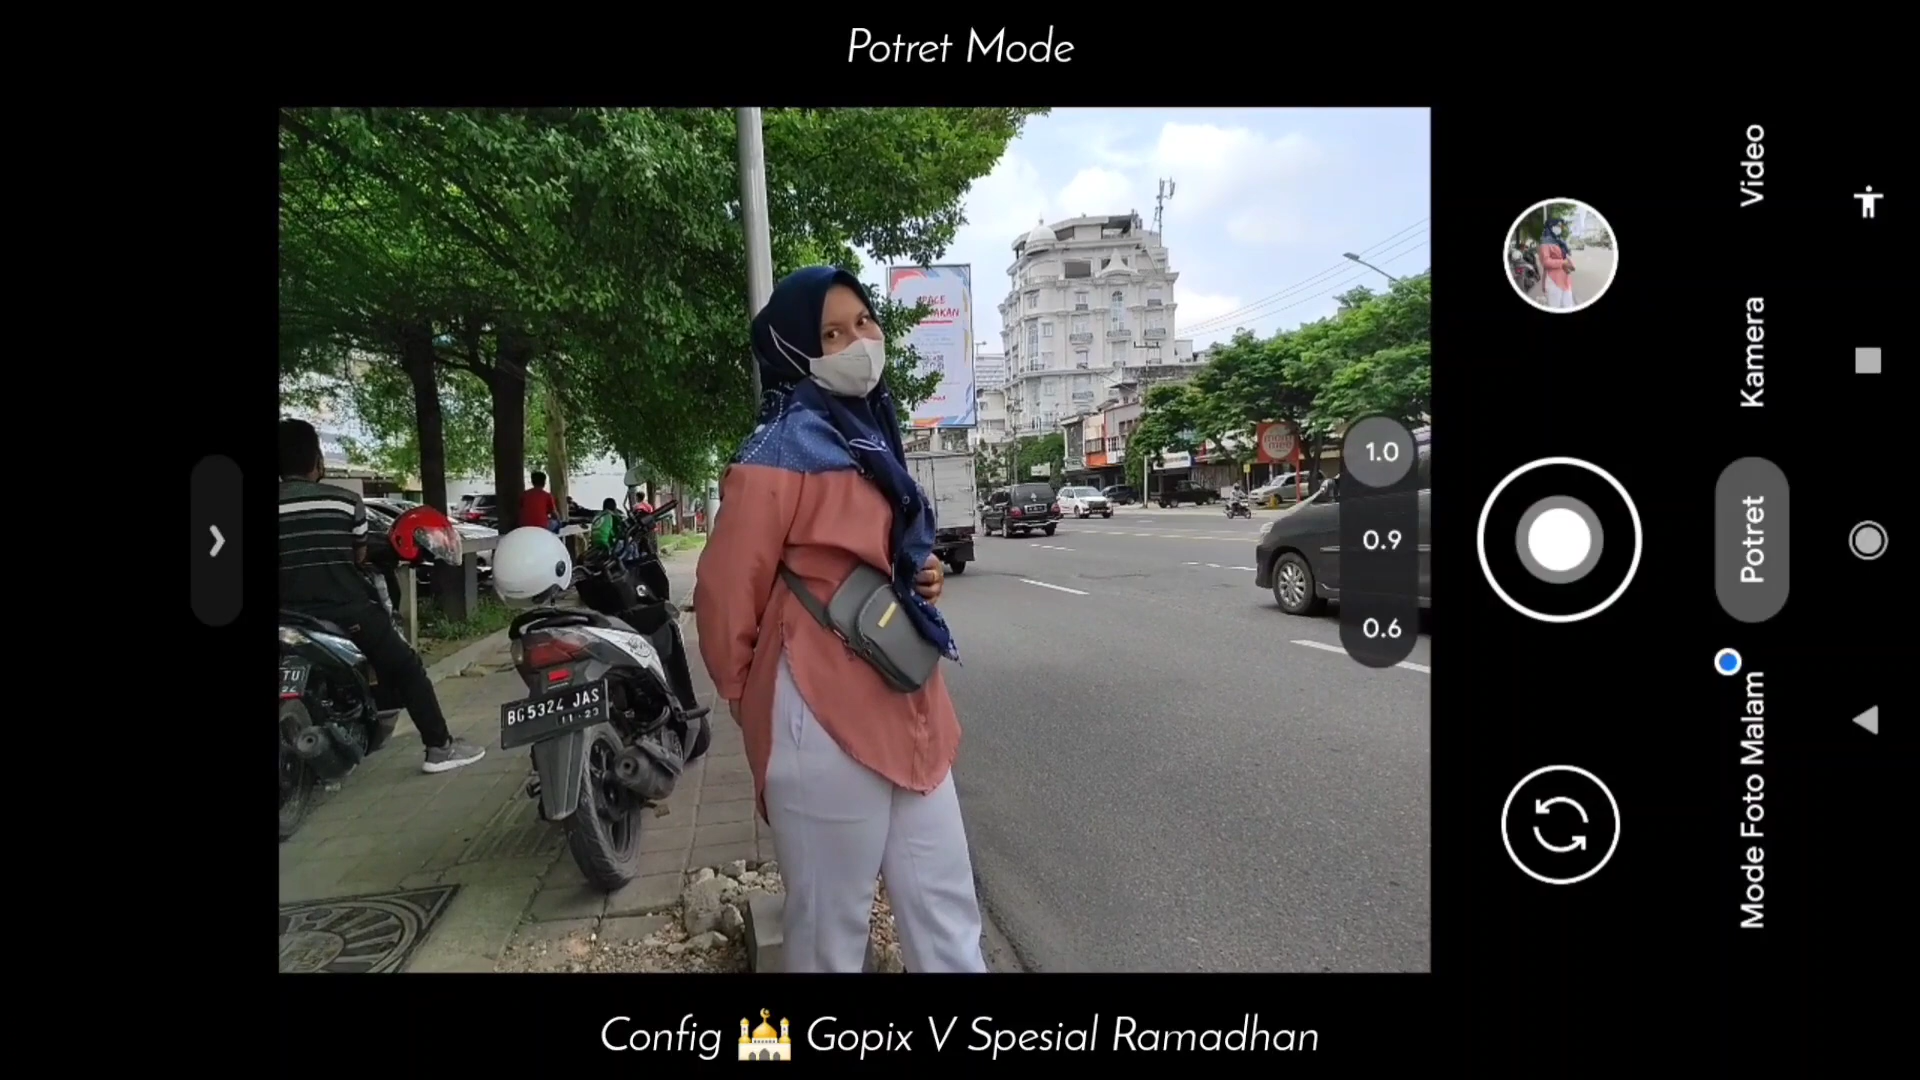 Potret Mode
Video
Kamera
Potret
Mode Foto Malam
1.0
0.9
0.6
BG 5324 JAS
11·23
TU
Config 🕌 Gopix V Spesial Ramadhan